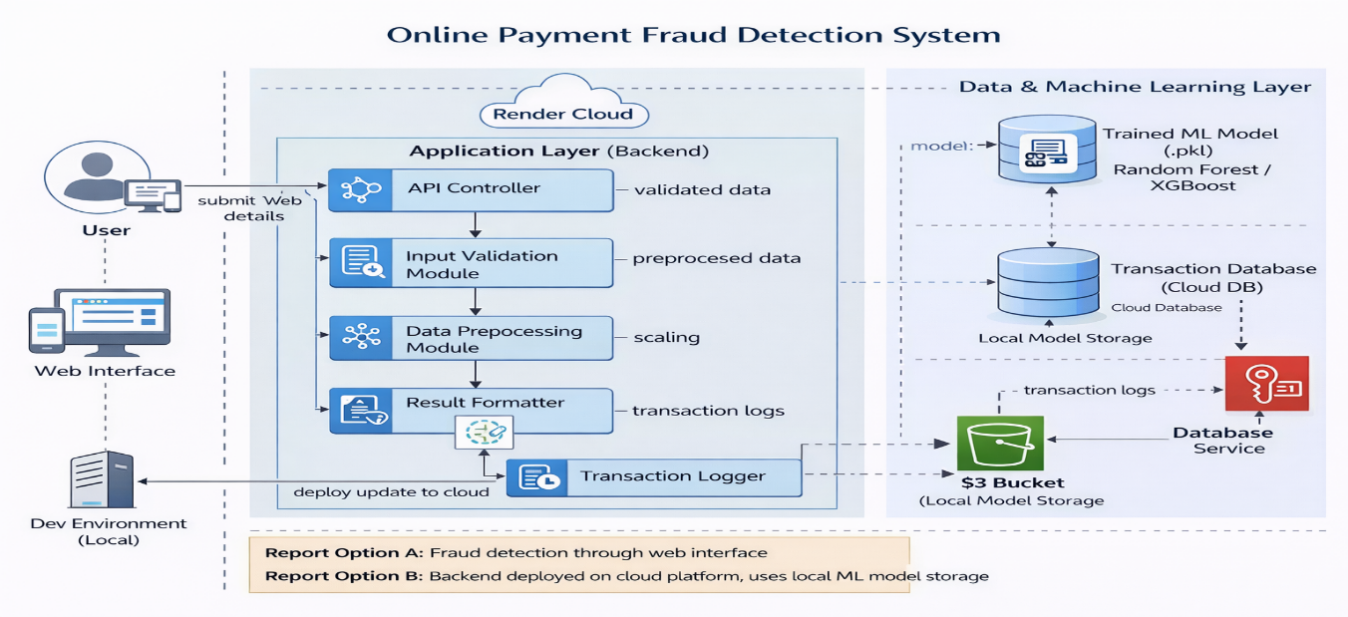 Online Payment Fraud Detection System
Render Cloud
Data & Machine Learning Layer
Application Layer (Backend)
User
submit Web
details
Web Interface
Dev Environment
(Local)
API Controller
validated data
Input Validation
Module
preprocesed data
Data Prepocessing
Module
scaling
Result Formatter
transaction logs
Transaction Logger
deploy update to cloud
model:
Trained ML Model
(.pkl)
Random Forest /
XGBoost
Transaction Database
(Cloud DB)
Cloud Database
Local Model Storage
transaction logs
Database
Service
$3 Bucket
(Local Model Storage
Report Option A: Fraud detection through web interface
Report Option B: Backend deployed on cloud platform, uses local ML model storage